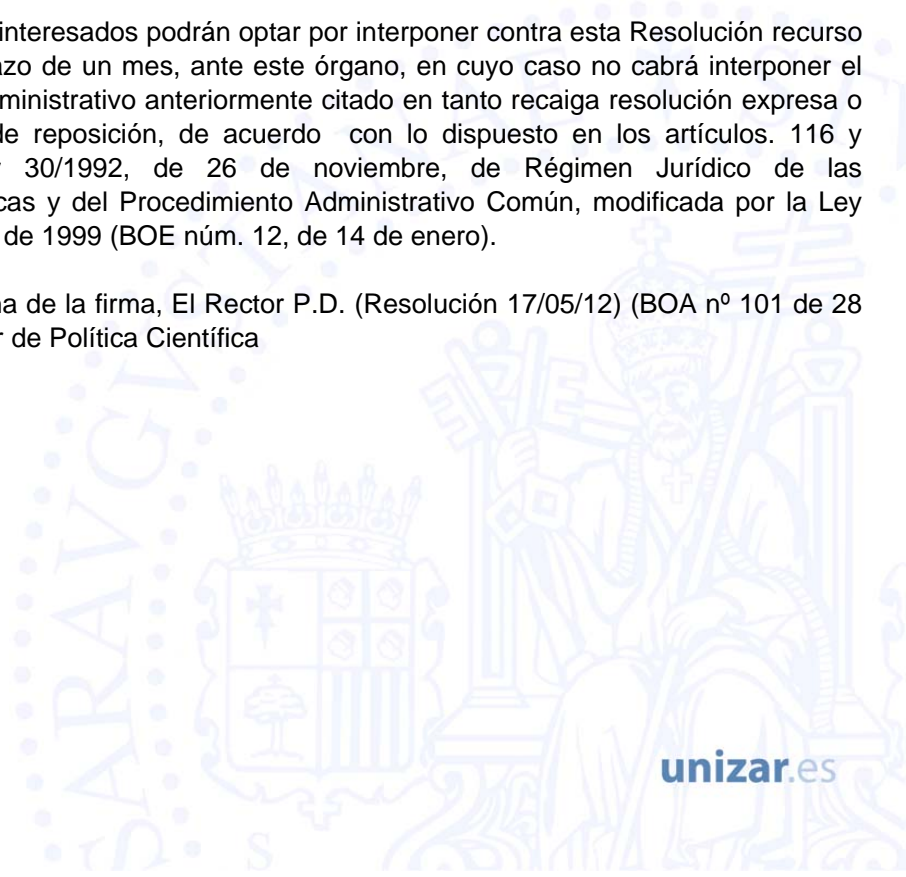 interesados podrán optar por interponer contra esta Resolución recurso
azo de un mes, ante este órgano, en cuyo caso no cabrá interponer el
ministrativo anteriormente citado en tanto recaiga resolución expresa o
de reposición, de acuerdo con lo dispuesto en los artículos. 116 y
30/1992, de 26 de noviembre, de Régimen Jurídico de las
cas y del Procedimiento Administrativo Común, modificada por la Ley
de 1999 (BOE núm. 12, de 14 de enero).
na de la firma, El Rector P.D. (Resolución 17/05/12) (BOA nº 101 de 28
r de Política Científica
unizar.es